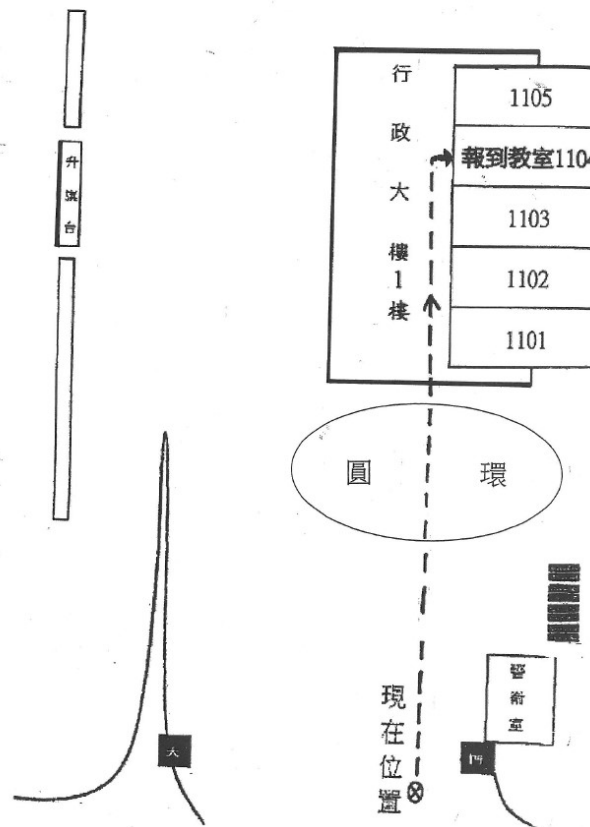 行政大樓1樓
1105
報到教室1104
1103
1102
1101
升旗台
圓環
警衛室
現在位置
大
門